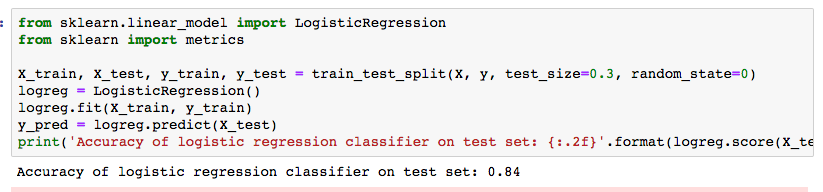 from sklearn.linear_model import LogisticRegression
from sklearn import metrics
X_train, X_test, y_train, y_test = train_test_split(X, y, test_size=0.3, random_state=0)
logreg = LogisticRegression()
logreg.fit(X_train, y_train)
y_pred = logreg.predict(X_test)
print('Accuracy of logistic regression classifier on test set: {:.2f}'.format(logreg.score(X_te
Accuracy of logistic regression classifier on test set: 0.84